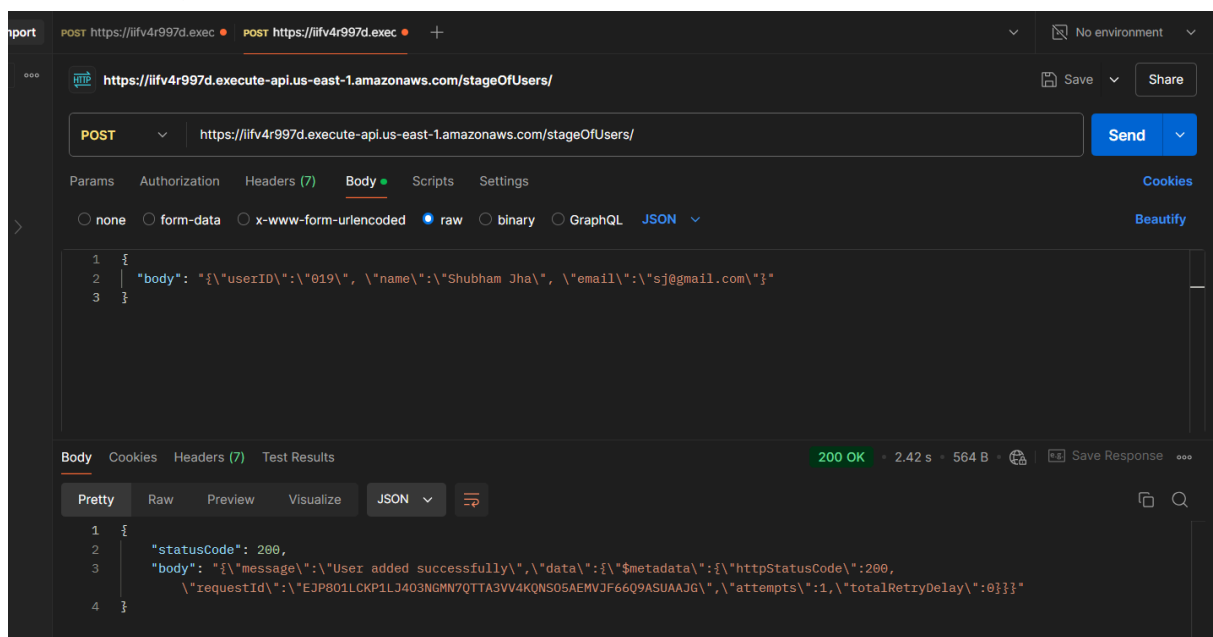 nport POST https://iifv4r997d.exec POST https://iifv4r997d.exec No environment
HTTP https://iifv4r997d.execute-api.us-east-1.amazonaws.com/stageOfUsers/ Save Share
POST https://iifv4r997d.execute-api.us-east-1.amazonaws.com/stageOfUsers/ Send
Params Authorization Headers (7) Body Scripts Settings Cookies
none form-data x-www-form-urlencoded raw binary GraphQL JSON Beautify
1 {
2 "body": "{\"userID\":\"019\", \"name\":\"Shubham Jha\", \"email\":\"sj@gmail.com\"}"
3 }
Body Cookies Headers (7) Test Results 200 OK 2.42 s 564 B e.g. Save Response
Pretty Raw Preview Visualize JSON
1 {
2 "statusCode": 200,
3 "body": "{\"message\":\"User added successfully\",\"data\":{\"$metadata\":{\"httpStatusCode\":200,
\"requestId\":\"EJP8O1LCKP1LJ4O3NGMN7QTTA3VV4KQNSO5AEMVJF66Q9ASUAAJG\",\"attempts\":1,\"totalRetryDelay\":0}}}"
4 }